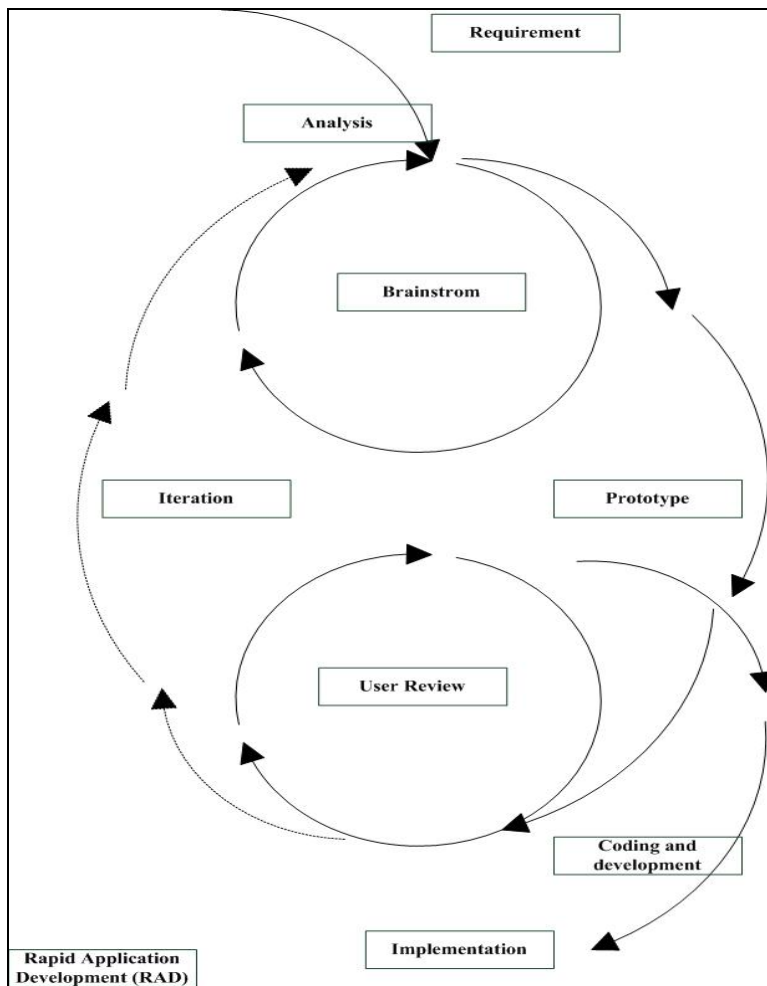 Requirement
Analysis
Brainstrom
Iteration
Prototype
User Review
Coding and
development
Implementation
Rapid Application
Development (RAD)